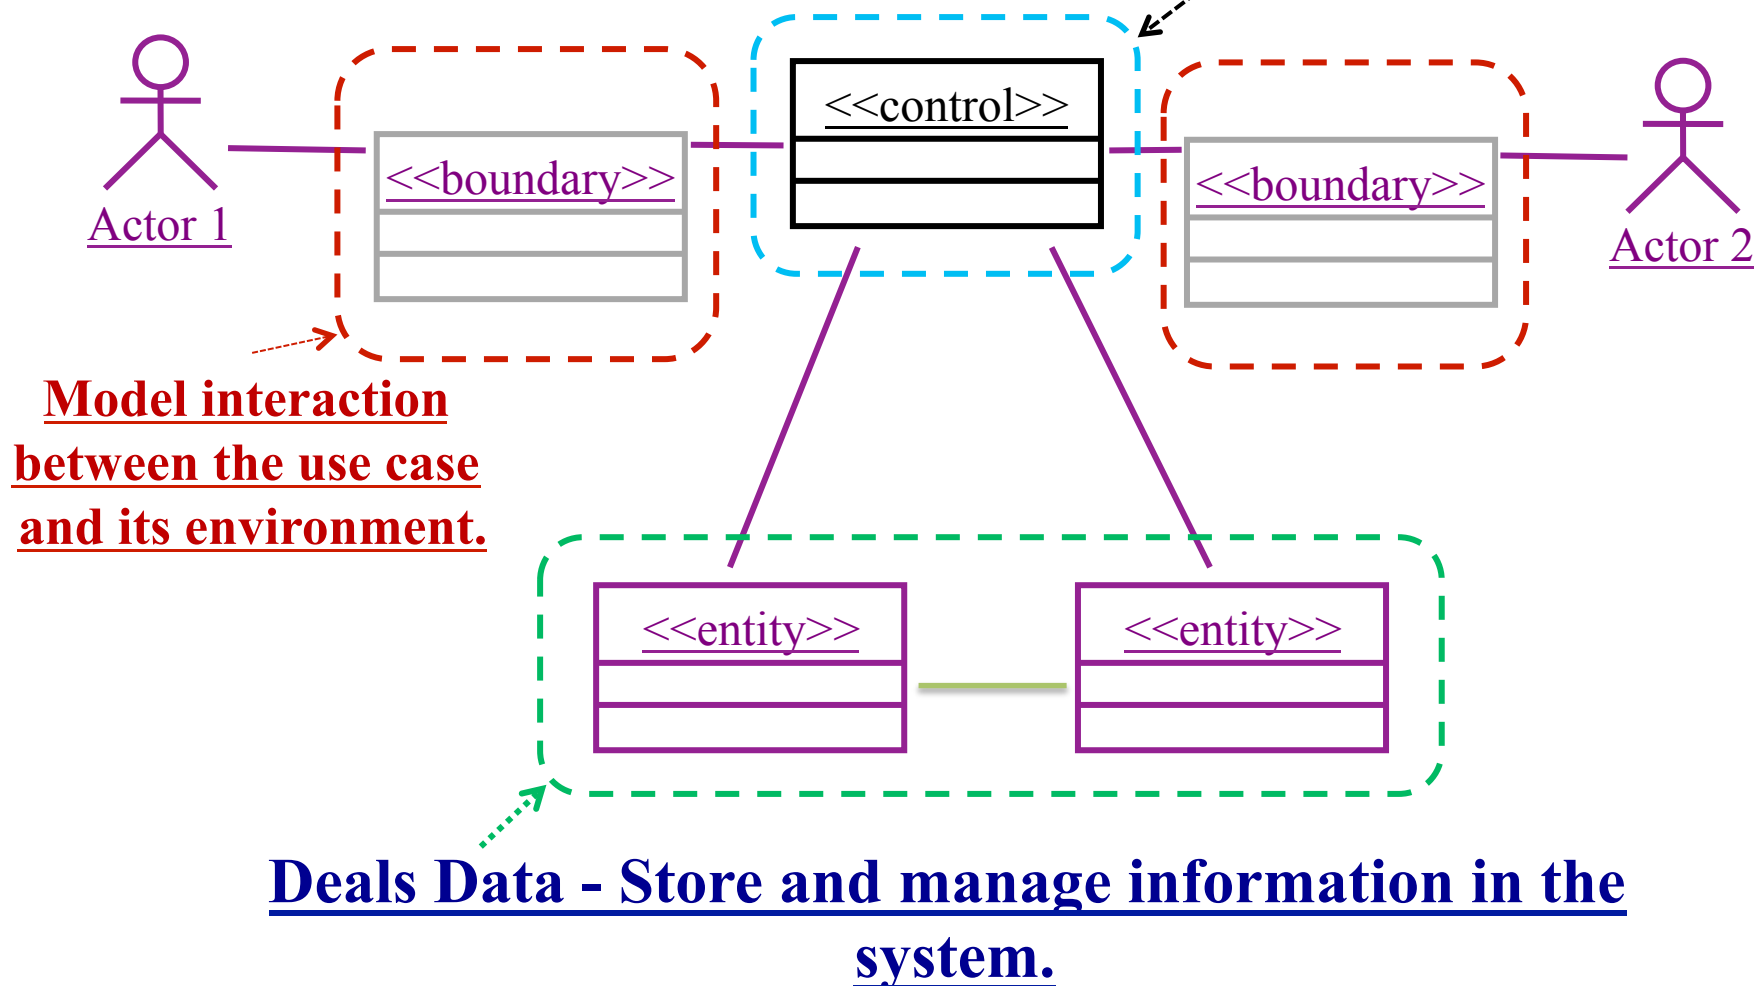 <<control>>
<<boundary>>
<<boundary>>
Actor 1
Actor 2
Model interaction
between the use case
and its environment.
<<entity>>
<<entity>>
Deals Data - Store and manage information in the
system.